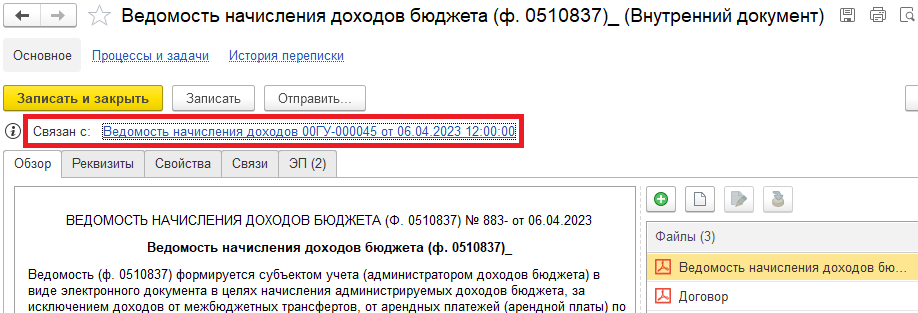 Ведомость начисления доходов бюджета (ф. 0510837)_ (Внутренний документ)
Основное Процессы и задачи История переписки
Записать и закрыть Записать Отправить...
Связан с: Ведомость начисления доходов 00ГУ-000045 от 06.04.2023 12:00:00
Обзор Реквизиты Свойства Связи ЭП (2)
ВЕДОМОСТЬ НАЧИСЛЕНИЯ ДОХОДОВ БЮДЖЕТА (Ф. 0510837) № 883- от 06.04.2023
Ведомость начисления доходов бюджета (ф. 0510837)_
Ведомость (ф. 0510837) формируется субъектом учета (администратором доходов бюджета) в
виде электронного документа в целях начисления администрируемых доходов бюджета, за
исключением доходов от межбюджетных трансфертов, от арендных платежей (арендной платы) по
Файлы (3)
Ведомость начисления доходов бю...
Договор